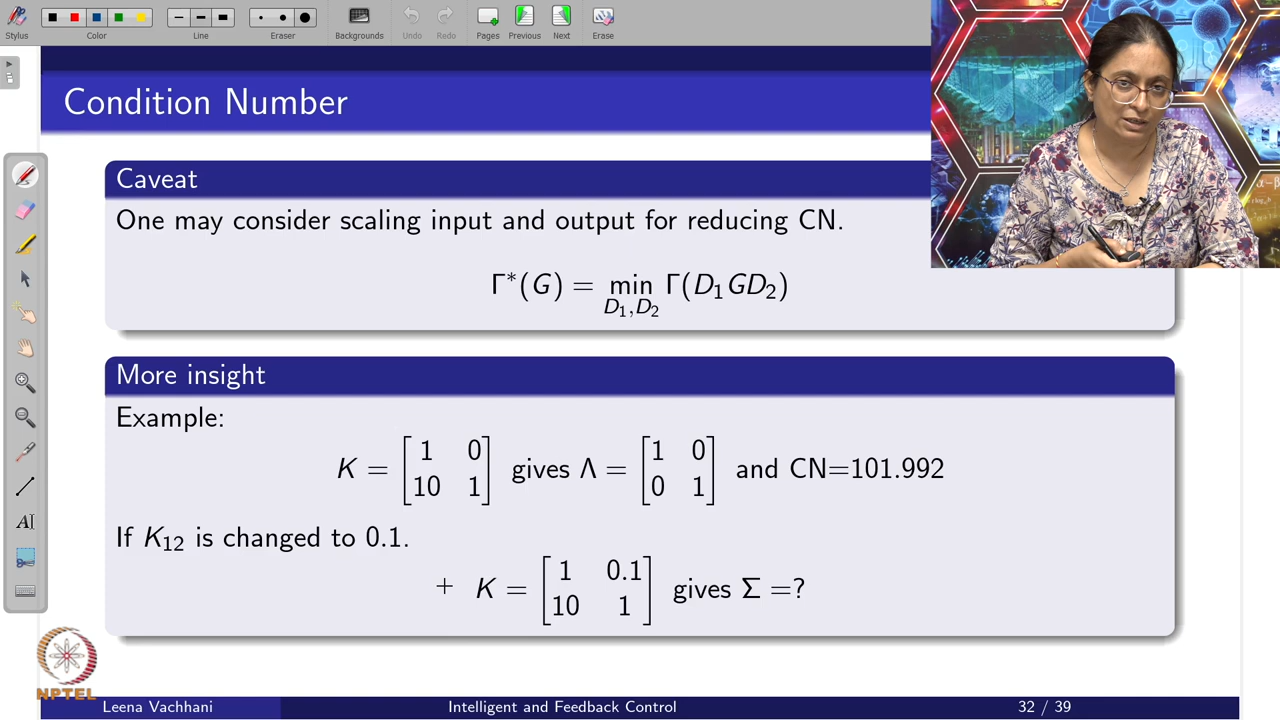 Stylus Color Line Eraser Backgrounds Undo Redo Pages Previous Next Erase
Condition Number
Caveat
One may consider scaling input and output for reducing CN.
Γ*(G) = min Γ(D₁GD₂)
D₁,D₂
More insight
Example:
K = [1 0; 10 1] gives Λ = [1 0; 0 1] and CN=101.992
If K₁₂ is changed to 0.1.
+ K = [1 0.1; 10 1] gives Σ =?
NPTEL
Leena Vachhani Intelligent and Feedback Control 32 / 39
α-β